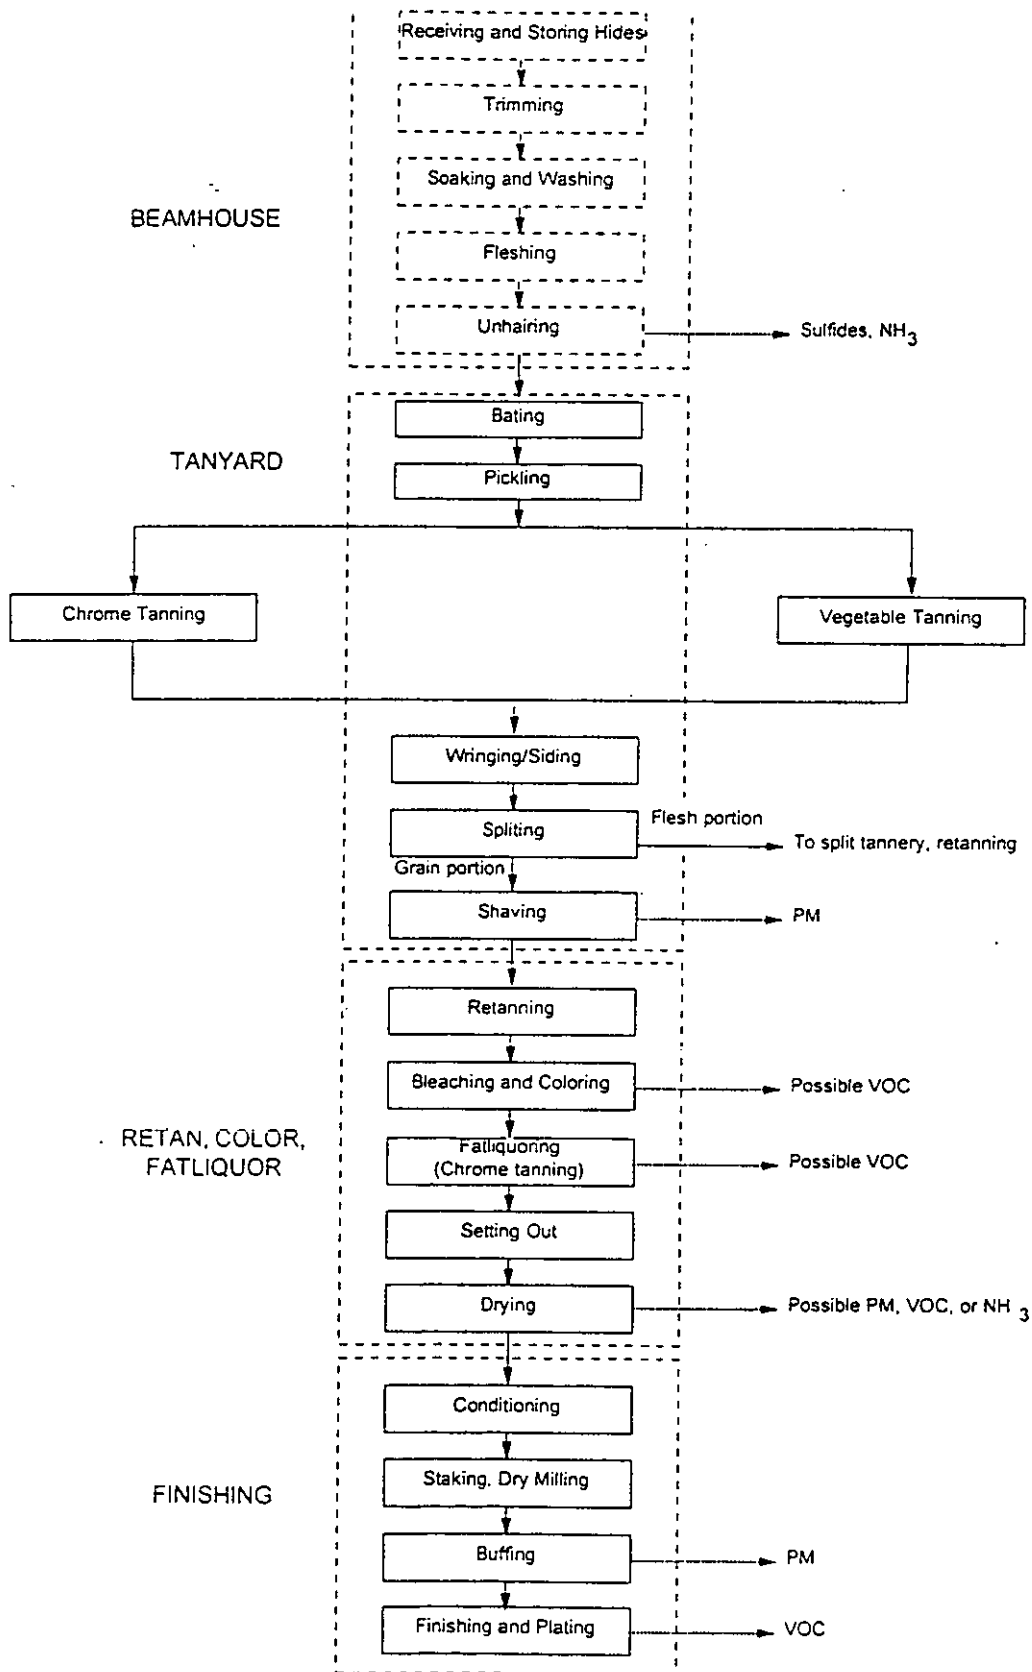 Receiving and Storing Hides
Trimming
Soaking and Washing
BEAMHOUSE
Fleshing
Unhairing
Sulfides, NH3
Bating
TANYARD
Pickling
Chrome Tanning
Vegetable Tanning
Wringing/Siding
Spliting
Flesh portion
To split tannery, retanning
Grain portion
Shaving
PM
Retanning
Bleaching and Coloring
Possible VOC
RETAN, COLOR,
FATLIQUOR
Fatliquoring
(Chrome tanning)
Possible VOC
Setting Out
Drying
Possible PM, VOC, or NH3
Conditioning
Staking, Dry Milling
FINISHING
Buffing
PM
Finishing and Plating
VOC